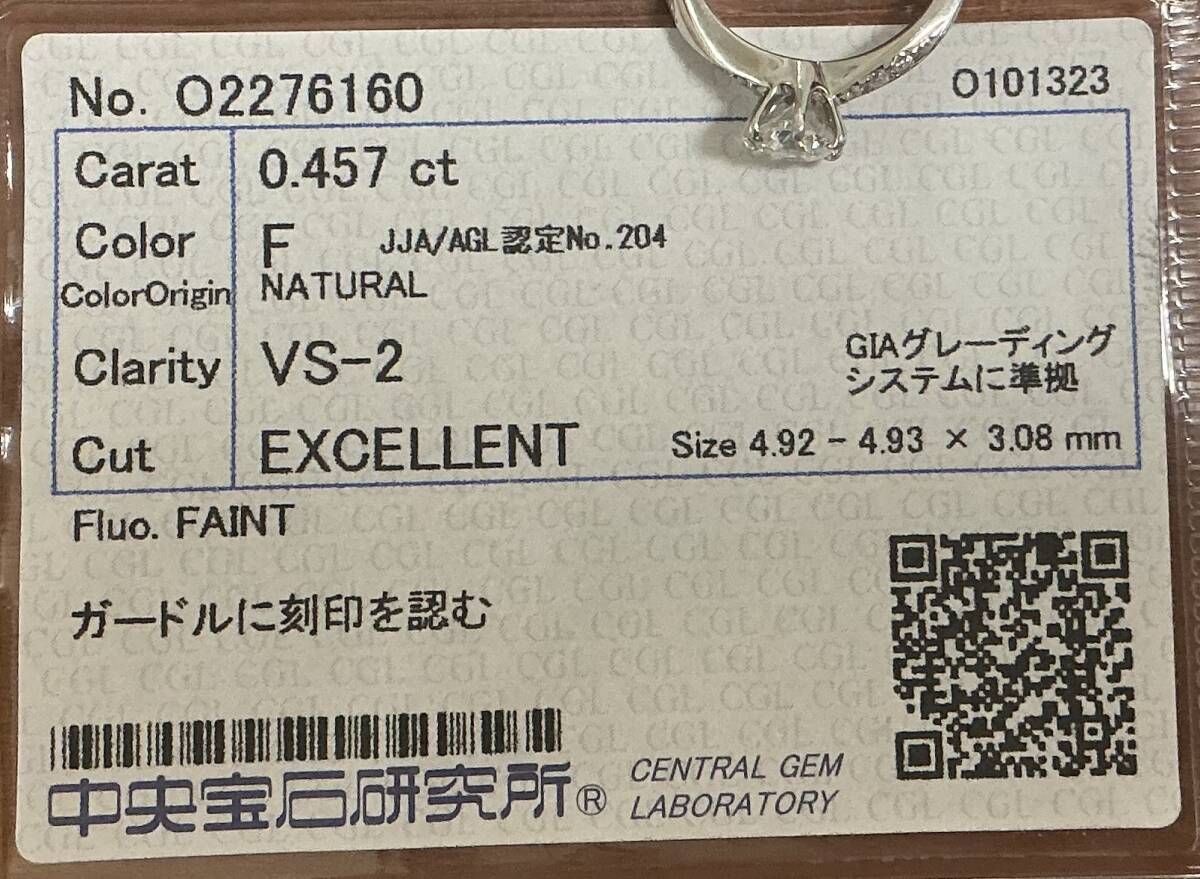 No. O2276160
O101323
Carat 0.457 ct
Color F JJA/AGL認定No.204
ColorOrigin NATURAL
Clarity VS-2
GIAグレーディング
システムに準拠
Cut EXCELLENT Size 4.92 - 4.93 × 3.08 mm
Fluo. FAINT
ガードルに刻印を認む
中央宝石研究所®
CENTRAL GEM
LABORATORY